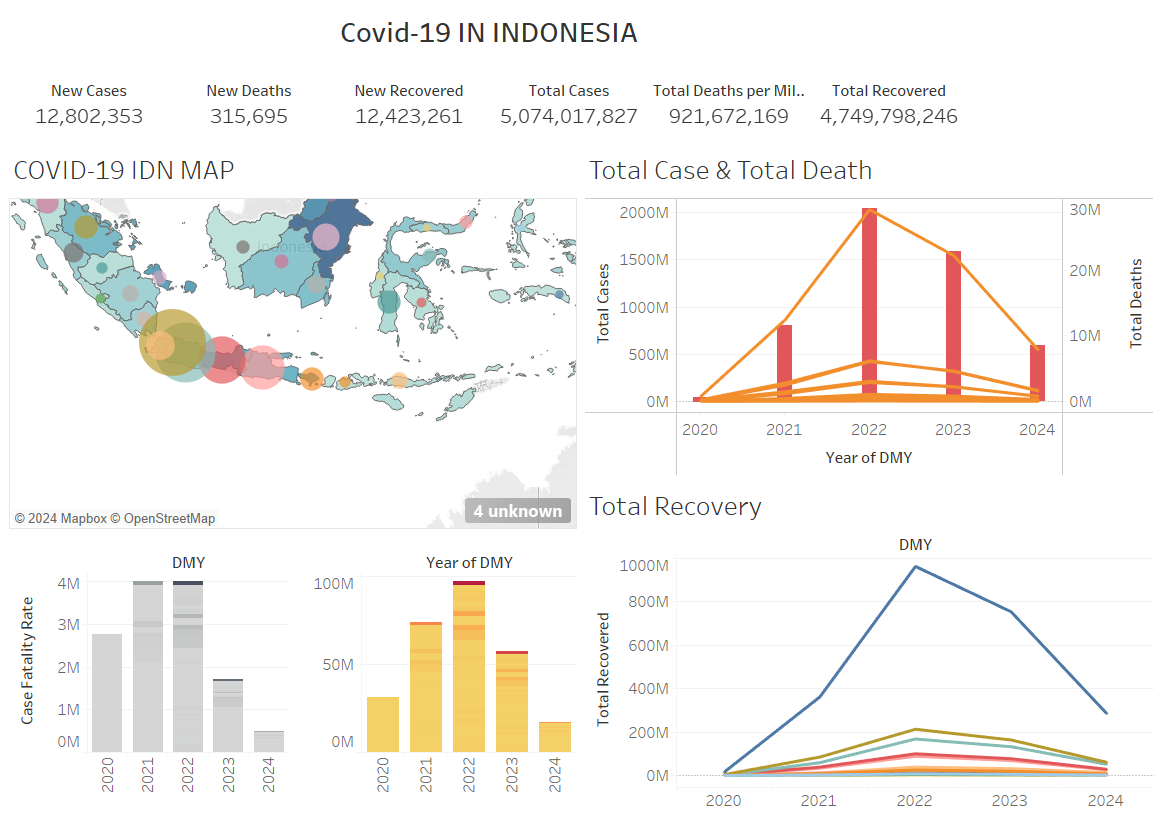 Covid-19 IN INDONESIA
New Cases
12,802,353
New Deaths
315,695
New Recovered
12,423,261
Total Cases
5,074,017,827
Total Deaths per Mil..
921,672,169
Total Recovered
4,749,798,246
COVID-19 IDN MAP
Indones
© 2024 Mapbox © OpenStreetMap
4 unknown
Total Case & Total Death
Total Cases
2000M
1500M
1000M
500M
0M
30M
20M
10M
0M
Total Deaths
2020
2021
2022
2023
2024
Year of DMY
DMY
Case Fatality Rate
4M
3M
2M
1M
0M
2020
2021
2022
2023
2024
Year of DMY
100M
50M
0M
2020
2021
2022
2023
2024
Total Recovery
DMY
Total Recovered
1000M
800M
600M
400M
200M
0M
2020
2021
2022
2023
2024